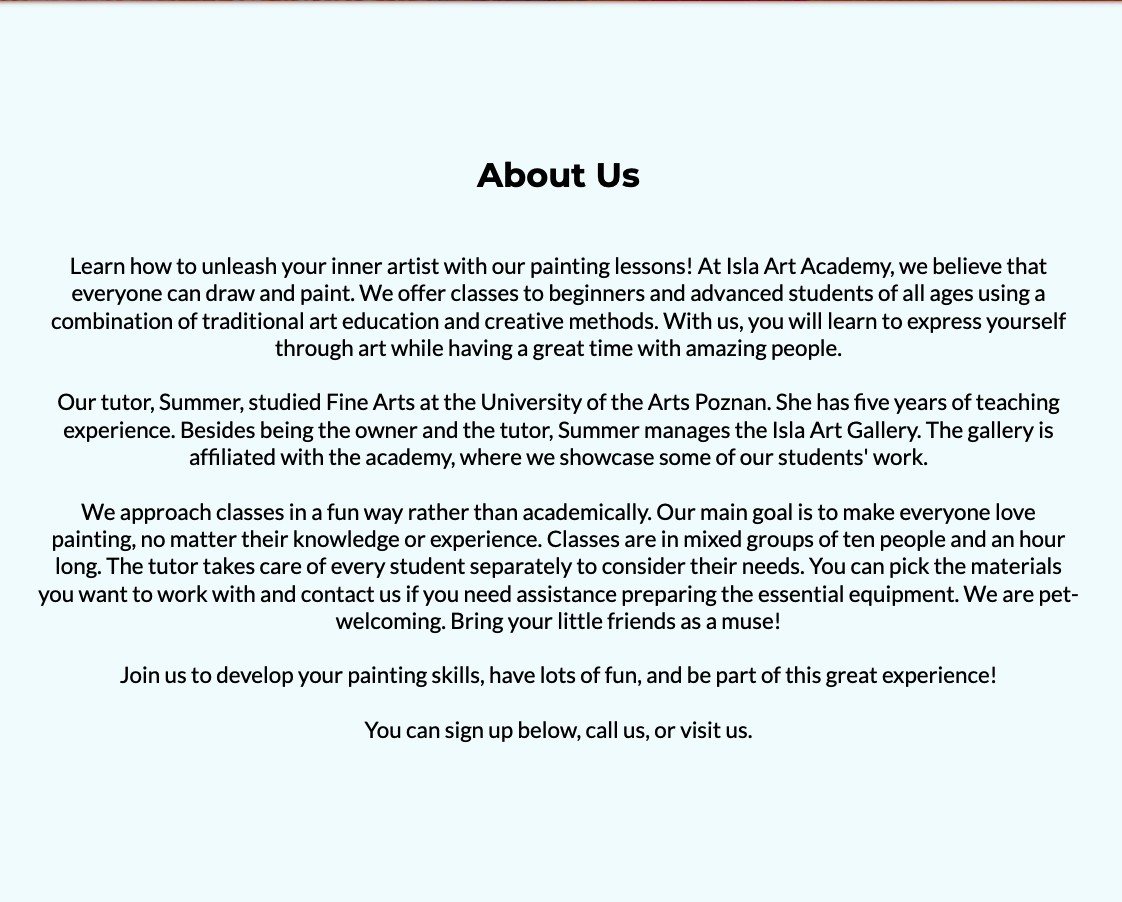 About Us
Learn how to unleash your inner artist with our painting lessons! At Isla Art Academy, we believe that
everyone can draw and paint. We offer classes to beginners and advanced students of all ages using a
combination of traditional art education and creative methods. With us, you will learn to express yourself
through art while having a great time with amazing people.
Our tutor, Summer, studied Fine Arts at the University of the Arts Poznan. She has five years of teaching
experience. Besides being the owner and the tutor, Summer manages the Isla Art Gallery. The gallery is
affiliated with the academy, where we showcase some of our students' work.
We approach classes in a fun way rather than academically. Our main goal is to make everyone love
painting, no matter their knowledge or experience. Classes are in mixed groups of ten people and an hour
long. The tutor takes care of every student separately to consider their needs. You can pick the materials
you want to work with and contact us if you need assistance preparing the essential equipment. We are pet-
welcoming. Bring your little friends as a muse!
Join us to develop your painting skills, have lots of fun, and be part of this great experience!
You can sign up below, call us, or visit us.